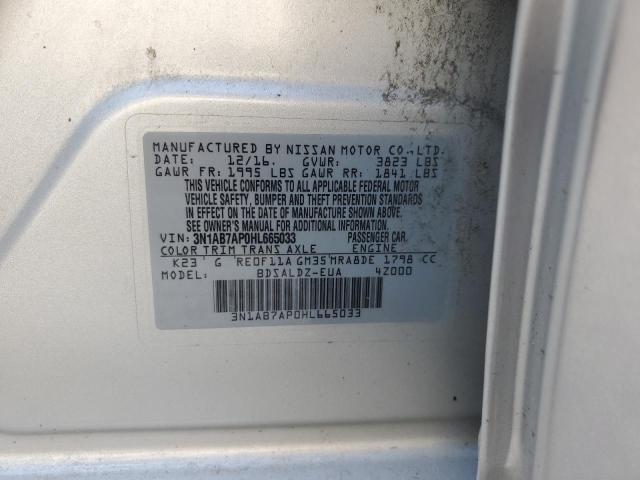 MANUFACTURED BY NISSAN MOTOR CO., LTD.
DATE: 12/16. GVWR: 3823 LBS
GAWR FR: 1995 LBS GAWR RR: 1841 LBS
THIS VEHICLE CONFORMS TO ALL APPLICABLE FEDERAL MOTOR
VEHICLE SAFETY, BUMPER AND THEFT PREVENTION STANDARDS
IN EFFECT ON THE DATE OF MANUFACTURE SHOWN ABOVE.
SEE OWNER'S MANUAL FOR ADDITIONAL INFORMATION.
VIN: 3N1AB7AP0HL665033 PASSENGER CAR.
COLOR TRIM TRANS AXLE ENGINE
K23 G RE0F11A GM35 MRA8DE 1798 CC
MODEL: BDSALDZ-EUA 4Z000
3N1AB7AP0HL665033